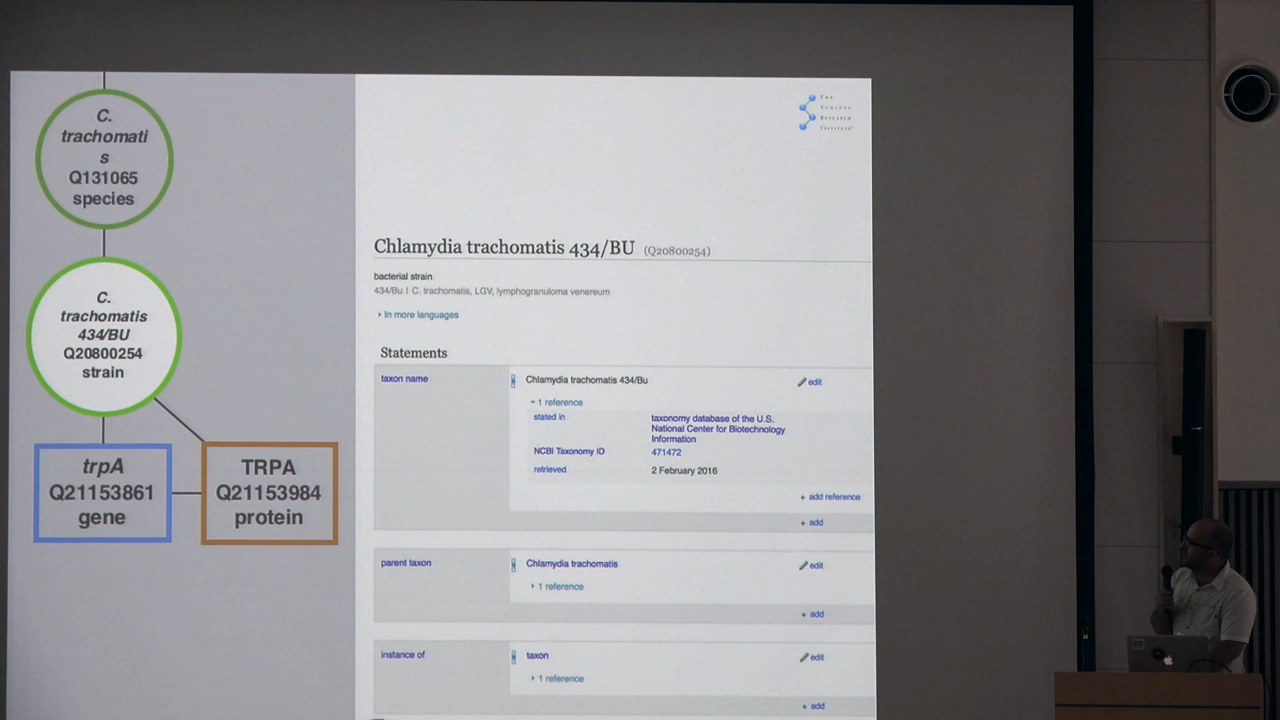 C.
trachomati
s
Q131065
species
C.
trachomatis
434/BU
Q20800254
strain
trpA
Q21153861
gene
TRPA
Q21153984
protein
The
Scripps
Research
Institute
Chlamydia trachomatis 434/BU (Q20800254)
bacterial strain
434/Bu | C. trachomatis, LGV, lymphogranuloma venereum
In more languages
Statements
taxon name
Chlamydia trachomatis 434/Bu
edit
1 reference
stated in
taxonomy database of the U.S.
National Center for Biotechnology
Information
NCBI Taxonomy ID
471472
retrieved
2 February 2016
+ add reference
+ add
parent taxon
Chlamydia trachomatis
edit
1 reference
+ add
instance of
taxon
edit
1 reference
+ add